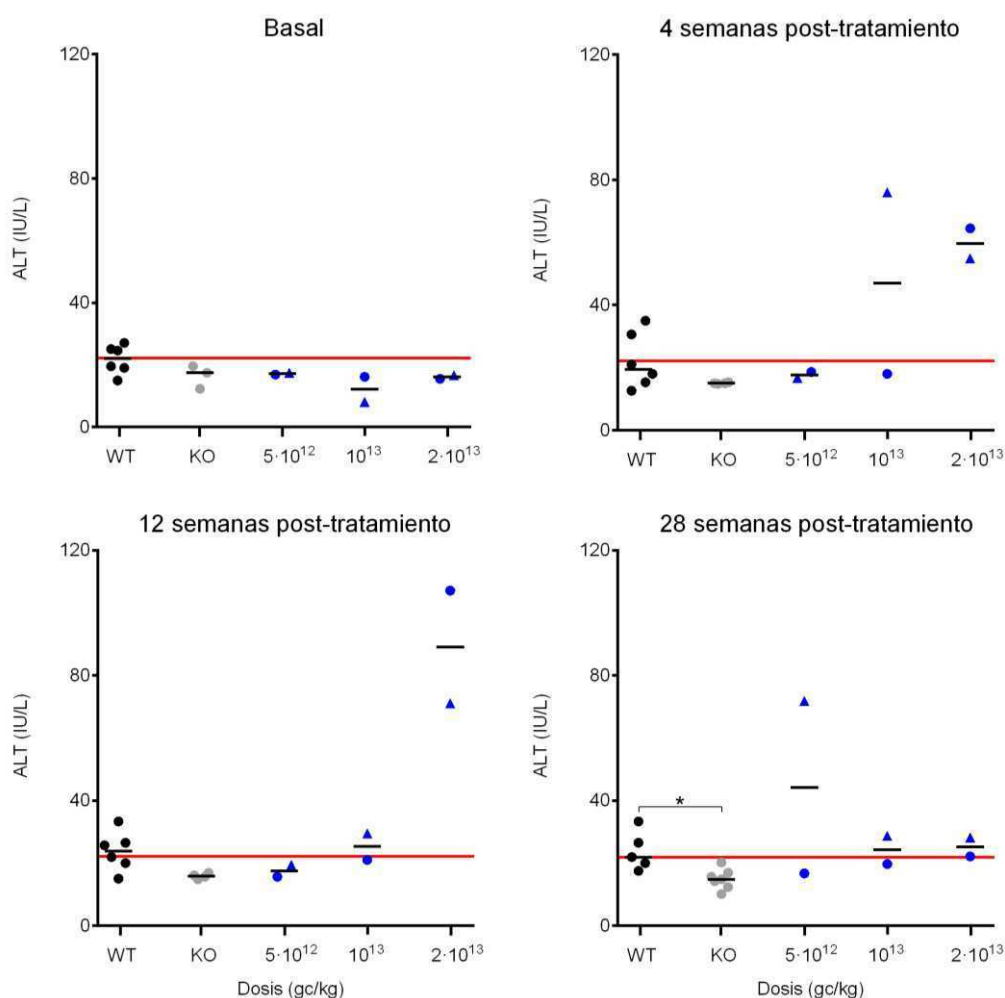 Basal
120
80
40
0
ALT (IU/L)
WT KO 5·10¹² 10¹³ 2·10¹³
4 semanas post-tratamiento
120
80
40
0
ALT (IU/L)
WT KO 5·10¹² 10¹³ 2·10¹³
12 semanas post-tratamiento
120
80
40
0
ALT (IU/L)
WT KO 5·10¹² 10¹³ 2·10¹³
Dosis (gc/kg)
28 semanas post-tratamiento
120
80
40
0
ALT (IU/L)
*
WT KO 5·10¹² 10¹³ 2·10¹³
Dosis (gc/kg)